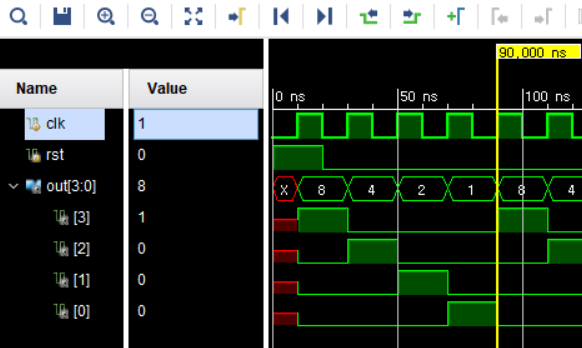 90,000 ns
Name Value
0 ns 50 ns 100 ns
clk 1
rst 0
out[3:0] 8 X 8 4 2 1 8 4
[3] 1
[2] 0
[1] 0
[0] 0